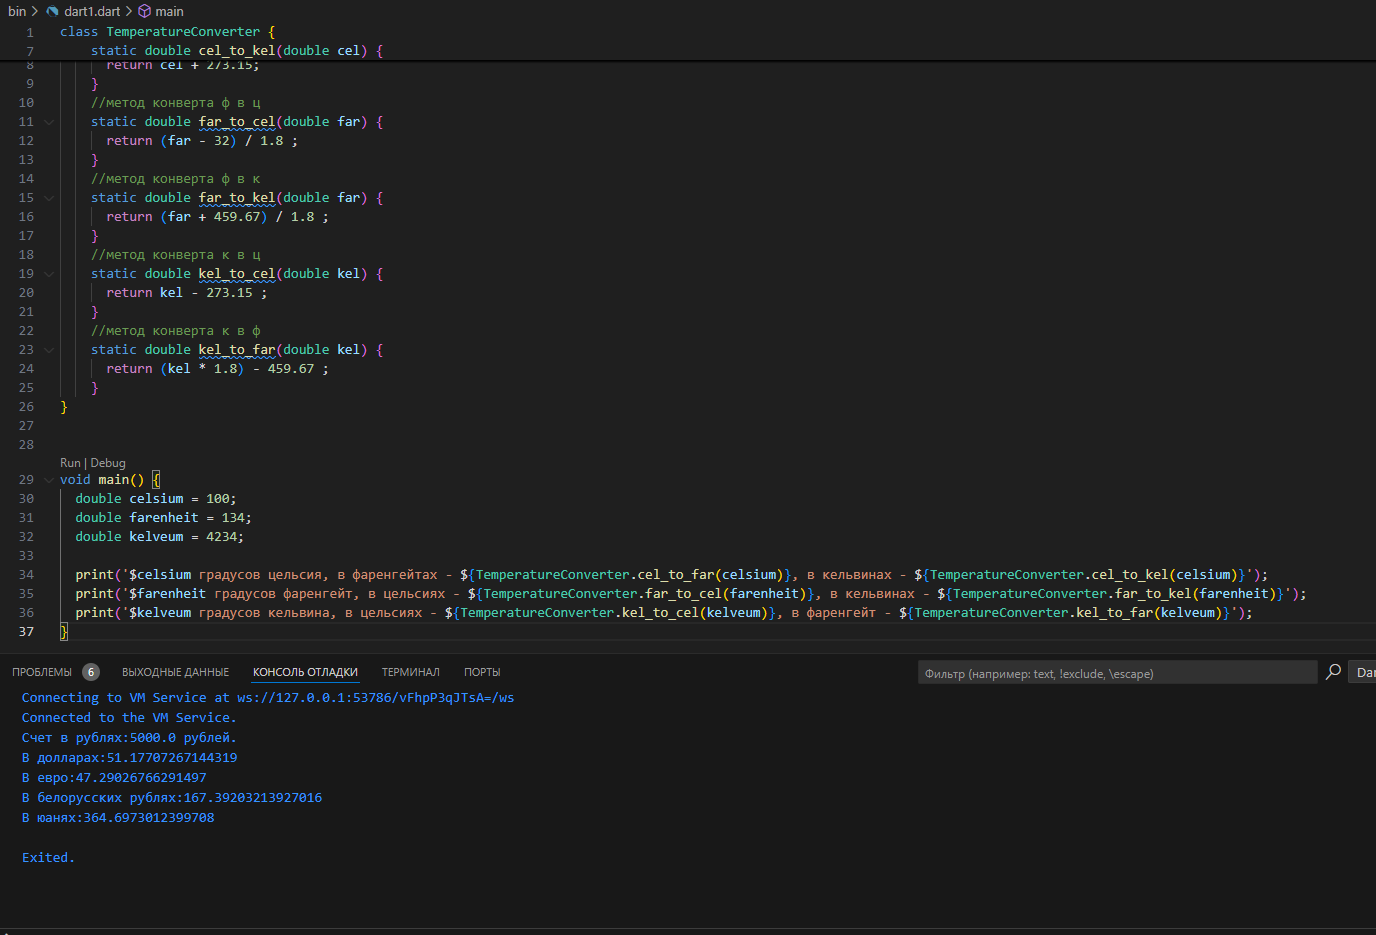 bin > dart1.dart > main
1 class TemperatureConverter {
7 static double cel_to_kel(double cel) {
8 return cel + 273.15;
9 }
10 //метод конверта ф в ц
11 static double far_to_cel(double far) {
12 return (far - 32) / 1.8 ;
13 }
14 //метод конверта ф в к
15 static double far_to_kel(double far) {
16 return (far + 459.67) / 1.8 ;
17 }
18 //метод конверта к в ц
19 static double kel_to_cel(double kel) {
20 return kel - 273.15 ;
21 }
22 //метод конверта к в ф
23 static double kel_to_far(double kel) {
24 return (kel * 1.8) - 459.67 ;
25 }
26 }
27
28
Run | Debug
29 void main() {
30 double celsium = 100;
31 double farenheit = 134;
32 double kelveum = 4234;
33
34 print('$celsium градусов цельсия, в фаренгейтах - ${TemperatureConverter.cel_to_far(celsium)}, в кельвинах - ${TemperatureConverter.cel_to_kel(celsium)}');
35 print('$farenheit градусов фаренгейт, в цельсиях - ${TemperatureConverter.far_to_cel(farenheit)}, в кельвинах - ${TemperatureConverter.far_to_kel(farenheit)}');
36 print('$kelveum градусов кельвина, в цельсиях - ${TemperatureConverter.kel_to_cel(kelveum)}, в фаренгейт - ${TemperatureConverter.kel_to_far(kelveum)}');
37 }
ПРОБЛЕМЫ 6 ВЫХОДНЫЕ ДАННЫЕ КОНСОЛЬ ОТЛАДКИ ТЕРМИНАЛ ПОРТЫ Фильтр (например: text, !exclude, \escape) Dar
Connecting to VM Service at ws://127.0.0.1:53786/vFhpP3qJTsA=/ws
Connected to the VM Service.
Счет в рублях:5000.0 рублей.
В долларах:51.17707267144319
В евро:47.29026766291497
В белорусских рублях:167.39203213927016
В юанях:364.6973012399708
Exited.